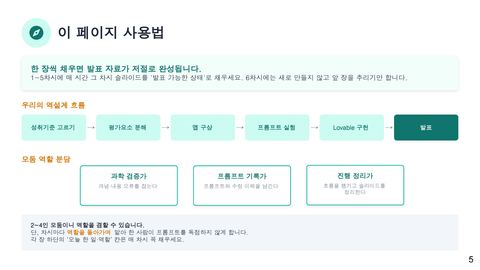 이 페이지 사용법
한 장씩 채우면 발표 자료가 저절로 완성됩니다.
1~5차시에 매 시간 그 차시 슬라이드를 '발표 가능한 상태'로 채우세요. 6차시에는 새로 만들지 않고 앞 장을 추리기만 합니다.
우리의 역설계 흐름
성취기준 고르기 → 평가요소 분해 → 앱 구상 → 프롬프트 실험 → Lovable 구현 → 발표
모둠 역할 분담
과학 검증가
개념·내용 오류를 잡는다
프롬프트 기록가
프롬프트와 수정 이력을 남긴다
진행 정리가
흐름을 챙기고 슬라이드를
정리한다
2~4인 모둠이니 역할을 겸할 수 있습니다.
단, 차시마다 역할을 돌아가며 맡아 한 사람이 프롬프트를 독점하지 않게 합니다.
각 장 하단의 '오늘 한 일·역할' 칸은 매 차시 꼭 채우세요.
5